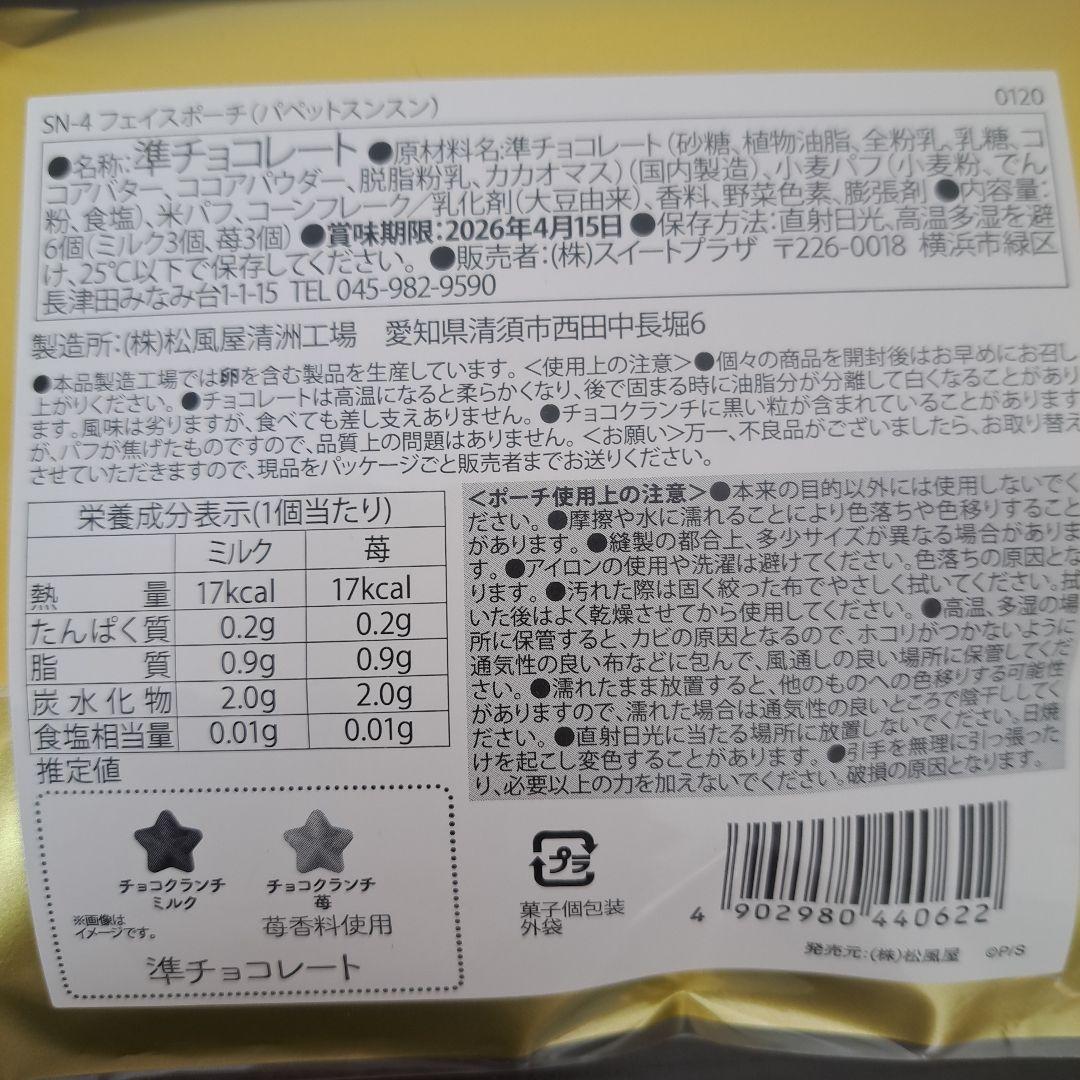 SN-4 フェイスポーチ(パペットスンスン)
0120
●名称:準チョコレート ●原材料名:準チョコレート(砂糖、植物油脂、全粉乳、乳糖、コ
コアバター、ココアパウダー、脱脂粉乳、カカオマス)(国内製造)、小麦パフ(小麦粉、でん
粉、食塩)、米パフ、コーンフレーク/乳化剤(大豆由来)、香料、野菜色素、膨張剤 ●内容量:
6個(ミルク3個、苺3個) ●賞味期限:2026年4月15日 ●保存方法:直射日光、高温多湿を避
け、25℃以下で保存してください。 ●販売者:(株)スイートプラザ 〒226-0018 横浜市緑区
長津田みなみ台1-1-15 TEL 045-982-9590
製造所:(株)松風屋清洲工場 愛知県清須市西田中長堀6
●本品製造工場では卵を含む製品を生産しています。<使用上の注意>●個々の商品を開封後はお早めにお召し
上がりください。●チョコレートは高温になると柔らかくなり、後で固まる時に油脂分が分離して白くなることがあり
ます。風味は劣りますが、食べても差し支えありません。●チョコクランチに黒い粒が含まれていることがあります
が、パフが焦げたものですので、品質上の問題はありません。<お願い>万一、不良品がございましたら、お取り替え
させていただきますので、現品をパッケージごと販売者までお送りください。
栄養成分表示(1個当たり)
ミルク 苺
熱量 17kcal 17kcal
たんぱく質 0.2g 0.2g
脂質 0.9g 0.9g
炭水化物 2.0g 2.0g
食塩相当量 0.01g 0.01g
推定値
<ポーチ使用上の注意>●本来の目的以外には使用しないでく
ださい。●摩擦や水に濡れることにより色落ちや色移りすること
があります。●縫製の都合上、多少サイズが異なる場合がありま
す。●アイロンの使用や洗濯は避けてください。色落ちの原因とな
ります。●汚れた際は固く絞った布でやさしく拭いてください。拭
いた後はよく乾燥させてから使用してください。●高温、多湿の場
所に保管すると、カビの原因となるので、ホコリがつかないように
通気性の良い布などに包んで、風通しの良い場所に保管してくだ
さい。●濡れたまま放置すると、他のものへの色移りする可能性
がありますので、濡れた場合は通気性の良いところで陰干ししてく
ださい。●直射日光に当たる場所に放置しないでください。日焼
けを起こし変色することがあります。●引手を無理に引っ張った
り、必要以上の力を加えないでください。破損の原因となります。
チョコクランチ
ミルク
チョコクランチ
苺
※画像は
イメージです。
苺香料使用
準チョコレート
プラ
菓子個包装
外袋
4 902980 440622
発売元:(株)松風屋 ©P/S